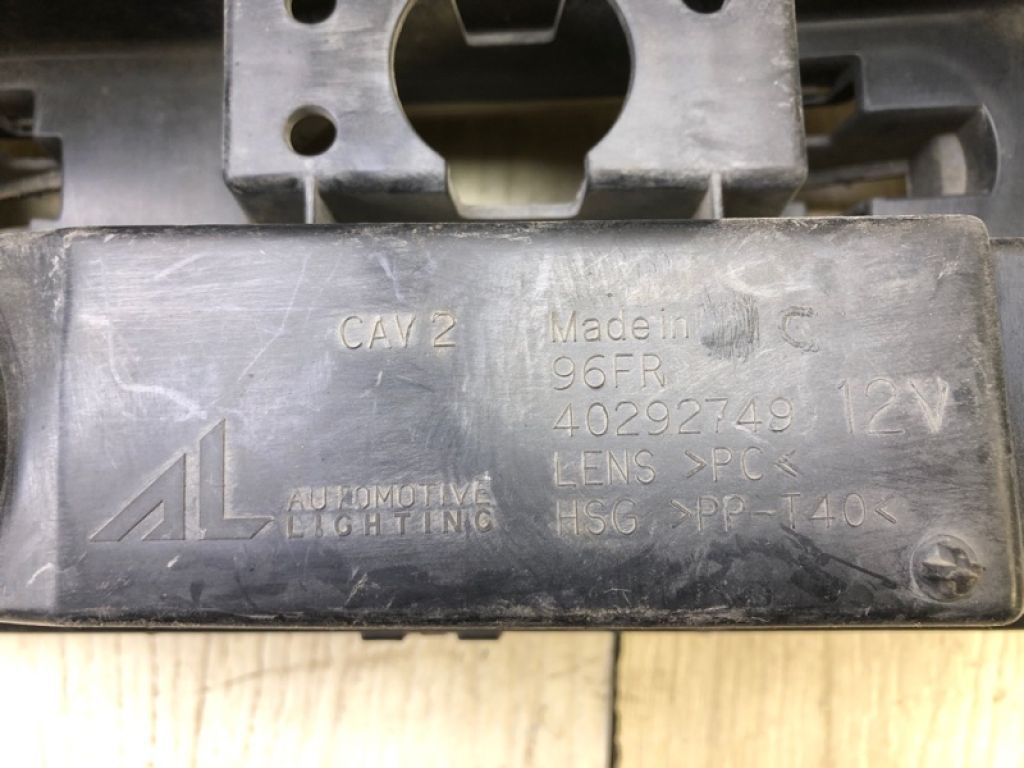 CAV 2
Made in C
96FR
40292749
12V
LENS >PC<
HSG >PP-T40<
AL AUTOMOTIVE
LIGHTING